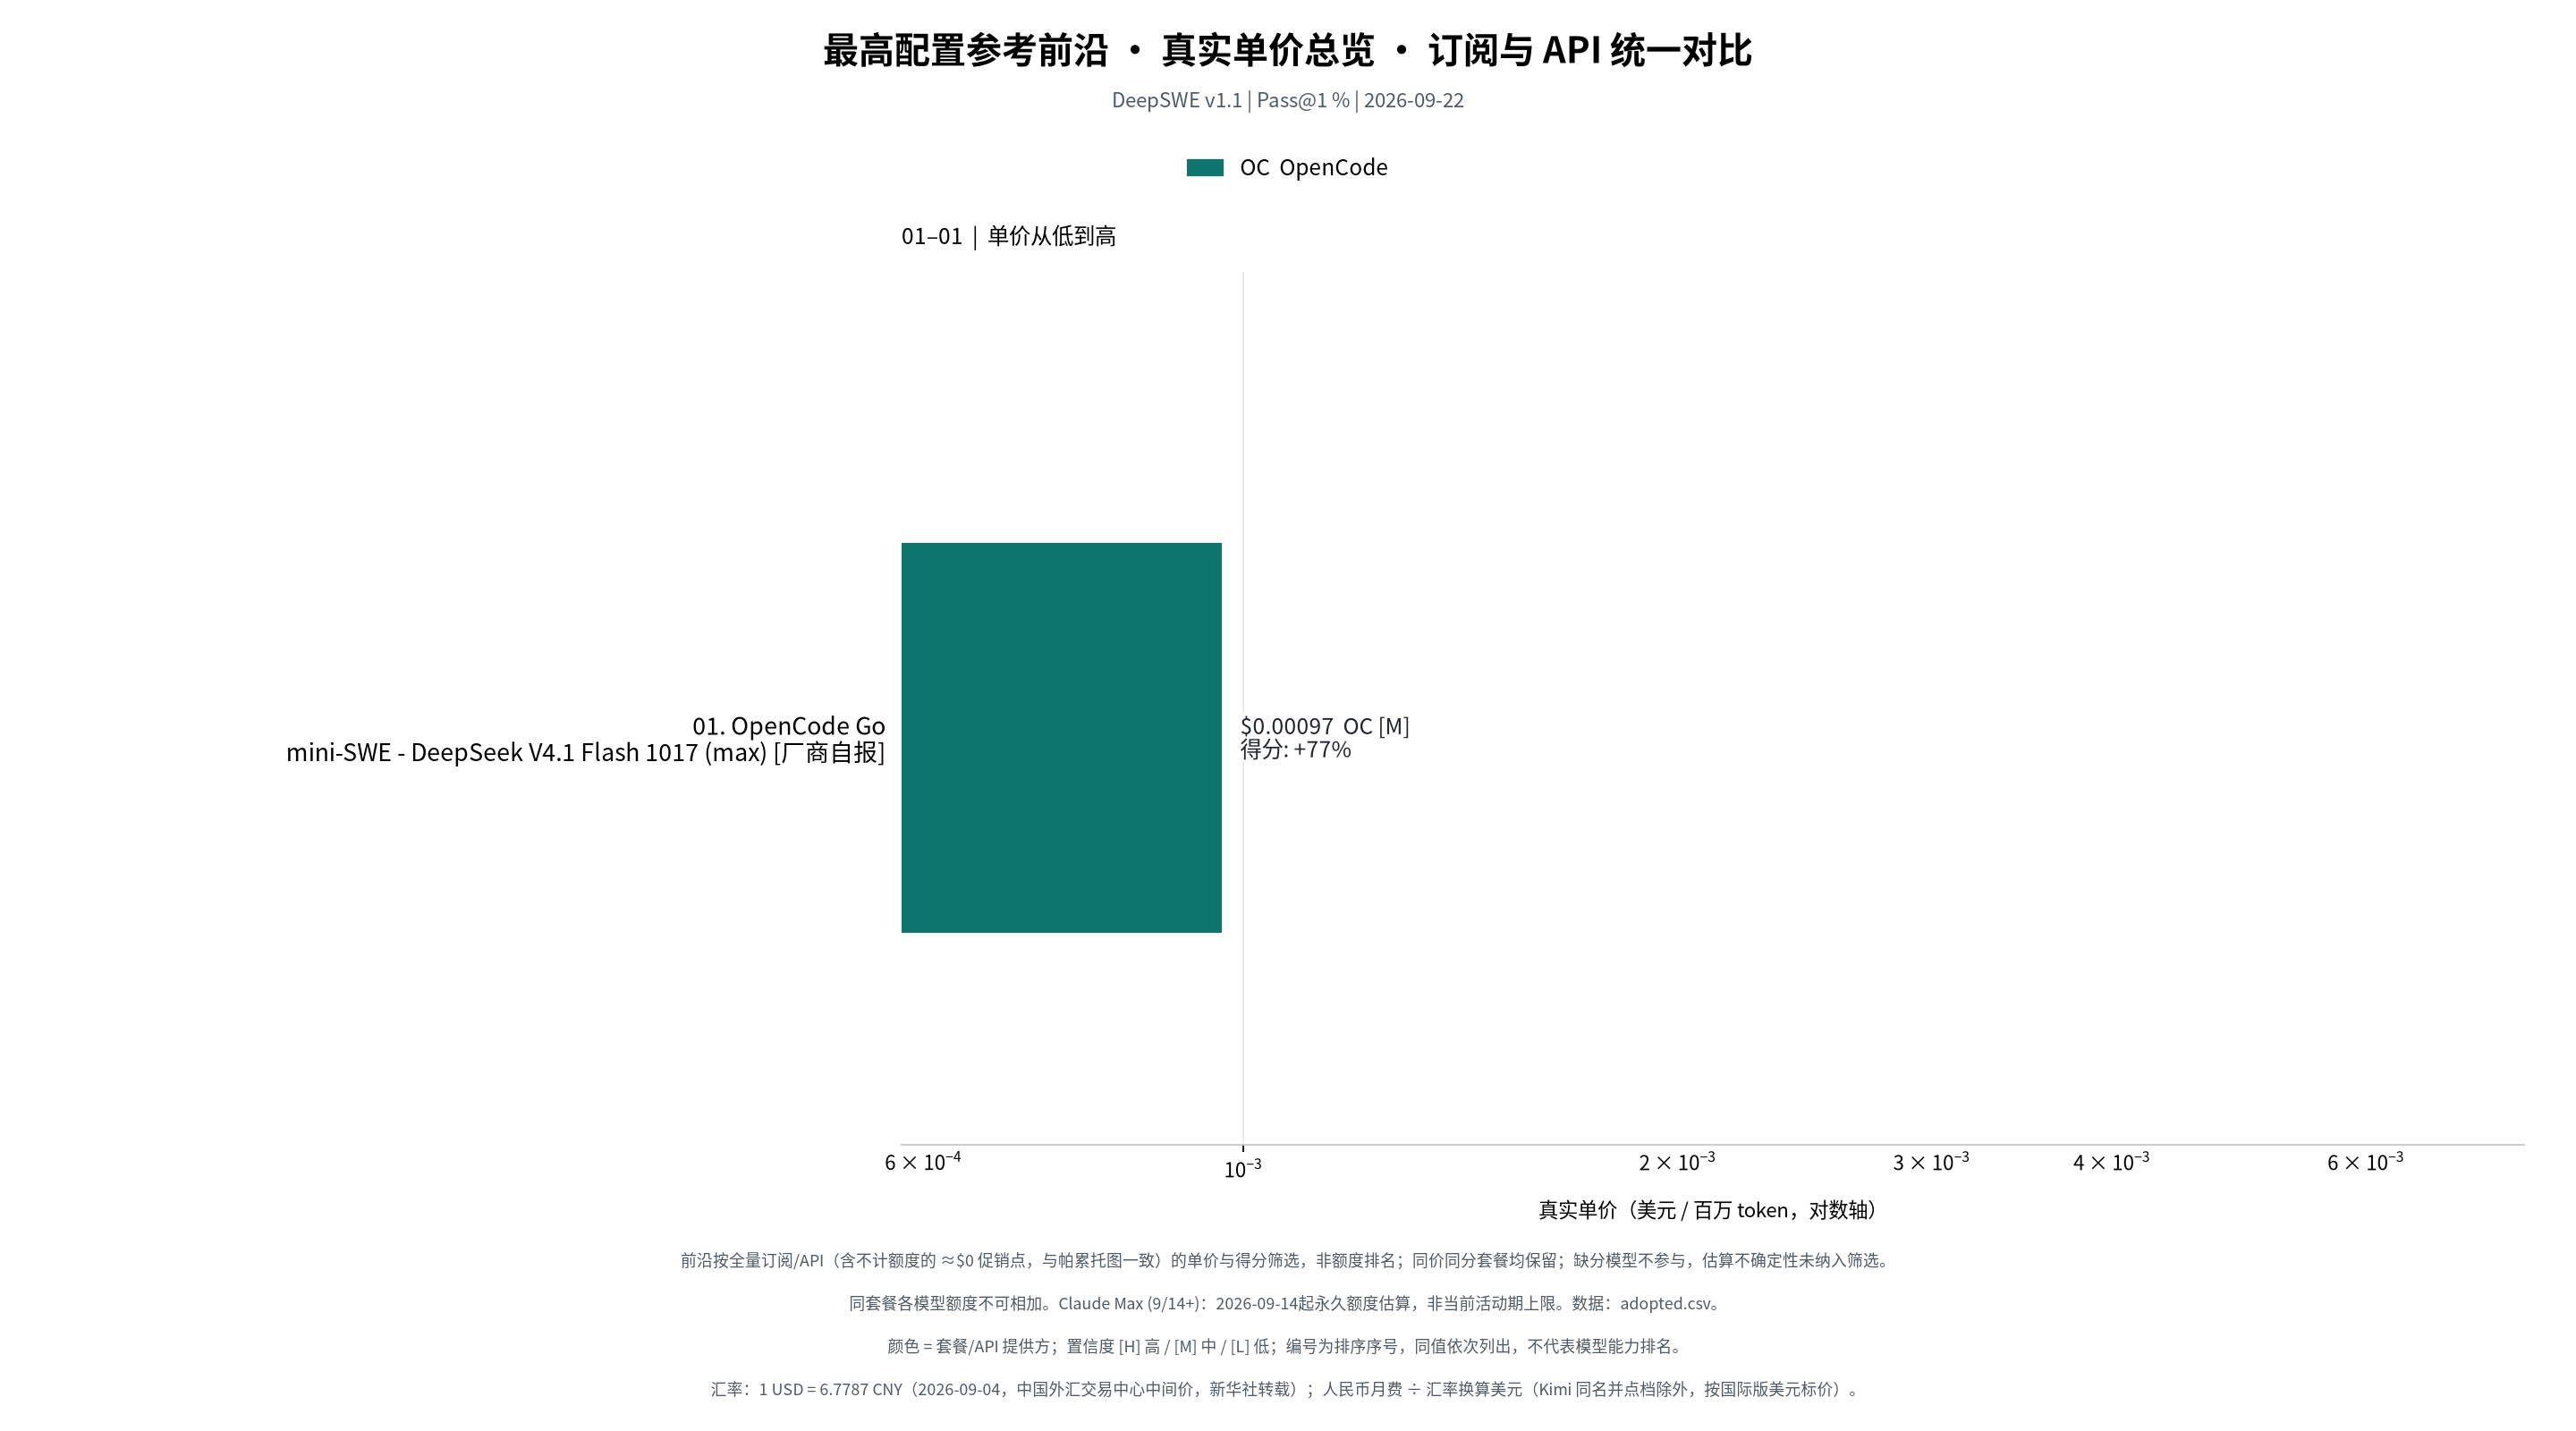 最高配置参考前沿 · 真实单价总览 · 订阅与 API 统一对比
DeepSWE v1.1 | Pass@1 % | 2026-09-22
OC OpenCode
01–01 | 单价从低到高
01. OpenCode Go
mini-SWE - DeepSeek V4.1 Flash 1017 (max) [厂商自报]
$0.00097 OC [M]
得分: +77%
6 × 10⁻⁴
10⁻³
2 × 10⁻³
3 × 10⁻³
4 × 10⁻³
6 × 10⁻³
真实单价（美元 / 百万 token，对数轴）
前沿按全量订阅/API（含不计额度的 ≈$0 促销点，与帕累托图一致）的单价与得分筛选，非额度排名；同价同分套餐均保留；缺分模型不参与，估算不确定性未纳入筛选。
同套餐各模型额度不可相加。Claude Max (9/14+)：2026-09-14起永久额度估算，非当前活动期上限。数据：adopted.csv。
颜色 = 套餐/API 提供方；置信度 [H] 高 / [M] 中 / [L] 低；编号为排序序号，同值依次列出，不代表模型能力排名。
汇率：1 USD = 6.7787 CNY（2026-09-04，中国外汇交易中心中间价，新华社转载）；人民币月费 ÷ 汇率换算美元（Kimi 同名并点档除外，按国际版美元标价）。